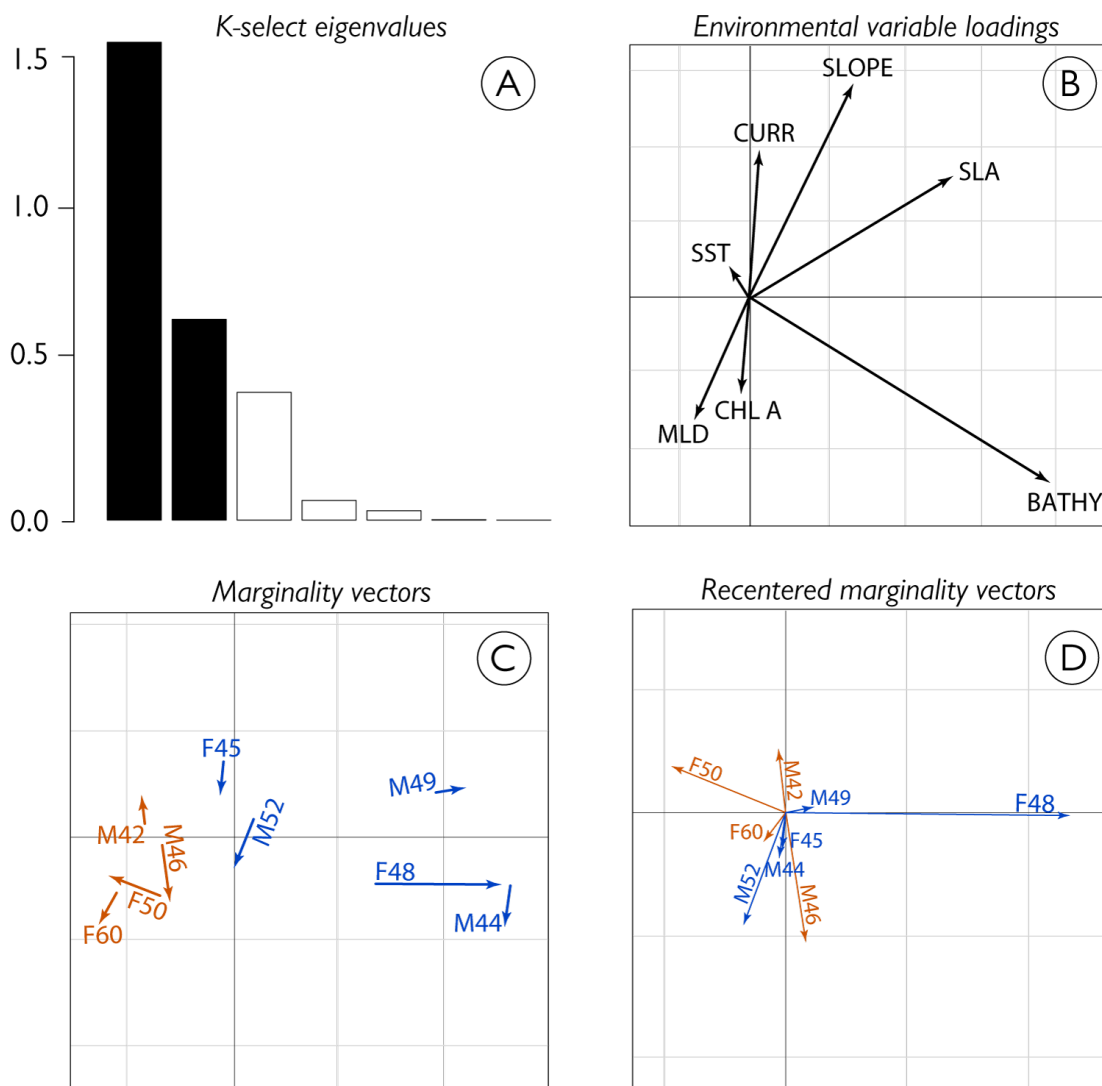 K-select eigenvalues
A
1.5
1.0
0.5
0.0
Environmental variable loadings
B
SLOPE
CURR
SLA
SST
CHL A
MLD
BATHY
Marginality vectors
C
F45
M49
M52
M42
M46
F48
F50
M44
F60
Recentered marginality vectors
D
F50
M42
M49
F48
F60
F45
M44
M52
M46